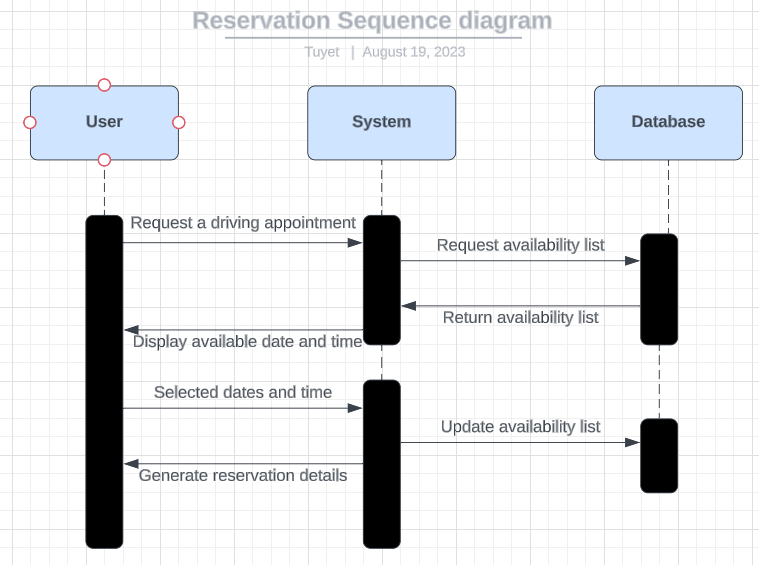 Reservation Sequence diagram
Tuyet | August 19, 2023
User
System
Database
Request a driving appointment
Request availability list
Return availability list
Display available date and time
Selected dates and time
Update availability list
Generate reservation details